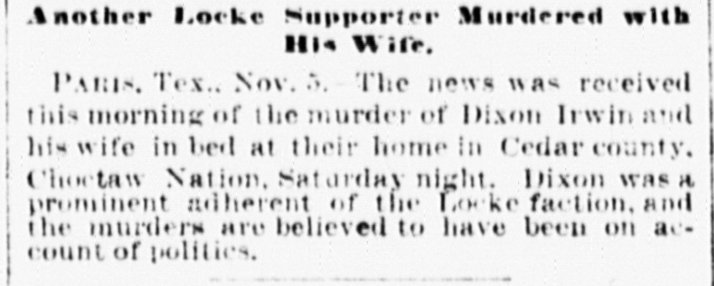 Another Locke Supporter Murdered with
His Wife.
PARIS, Tex., Nov. 5.—The news was received
this morning of the murder of Dixon Irwin and
his wife in bed at their home in Cedar county,
Choctaw Nation, Saturday night. Dixon was a
prominent adherent of the Locke faction, and
the murders are believed to have been on ac-
count of politics.